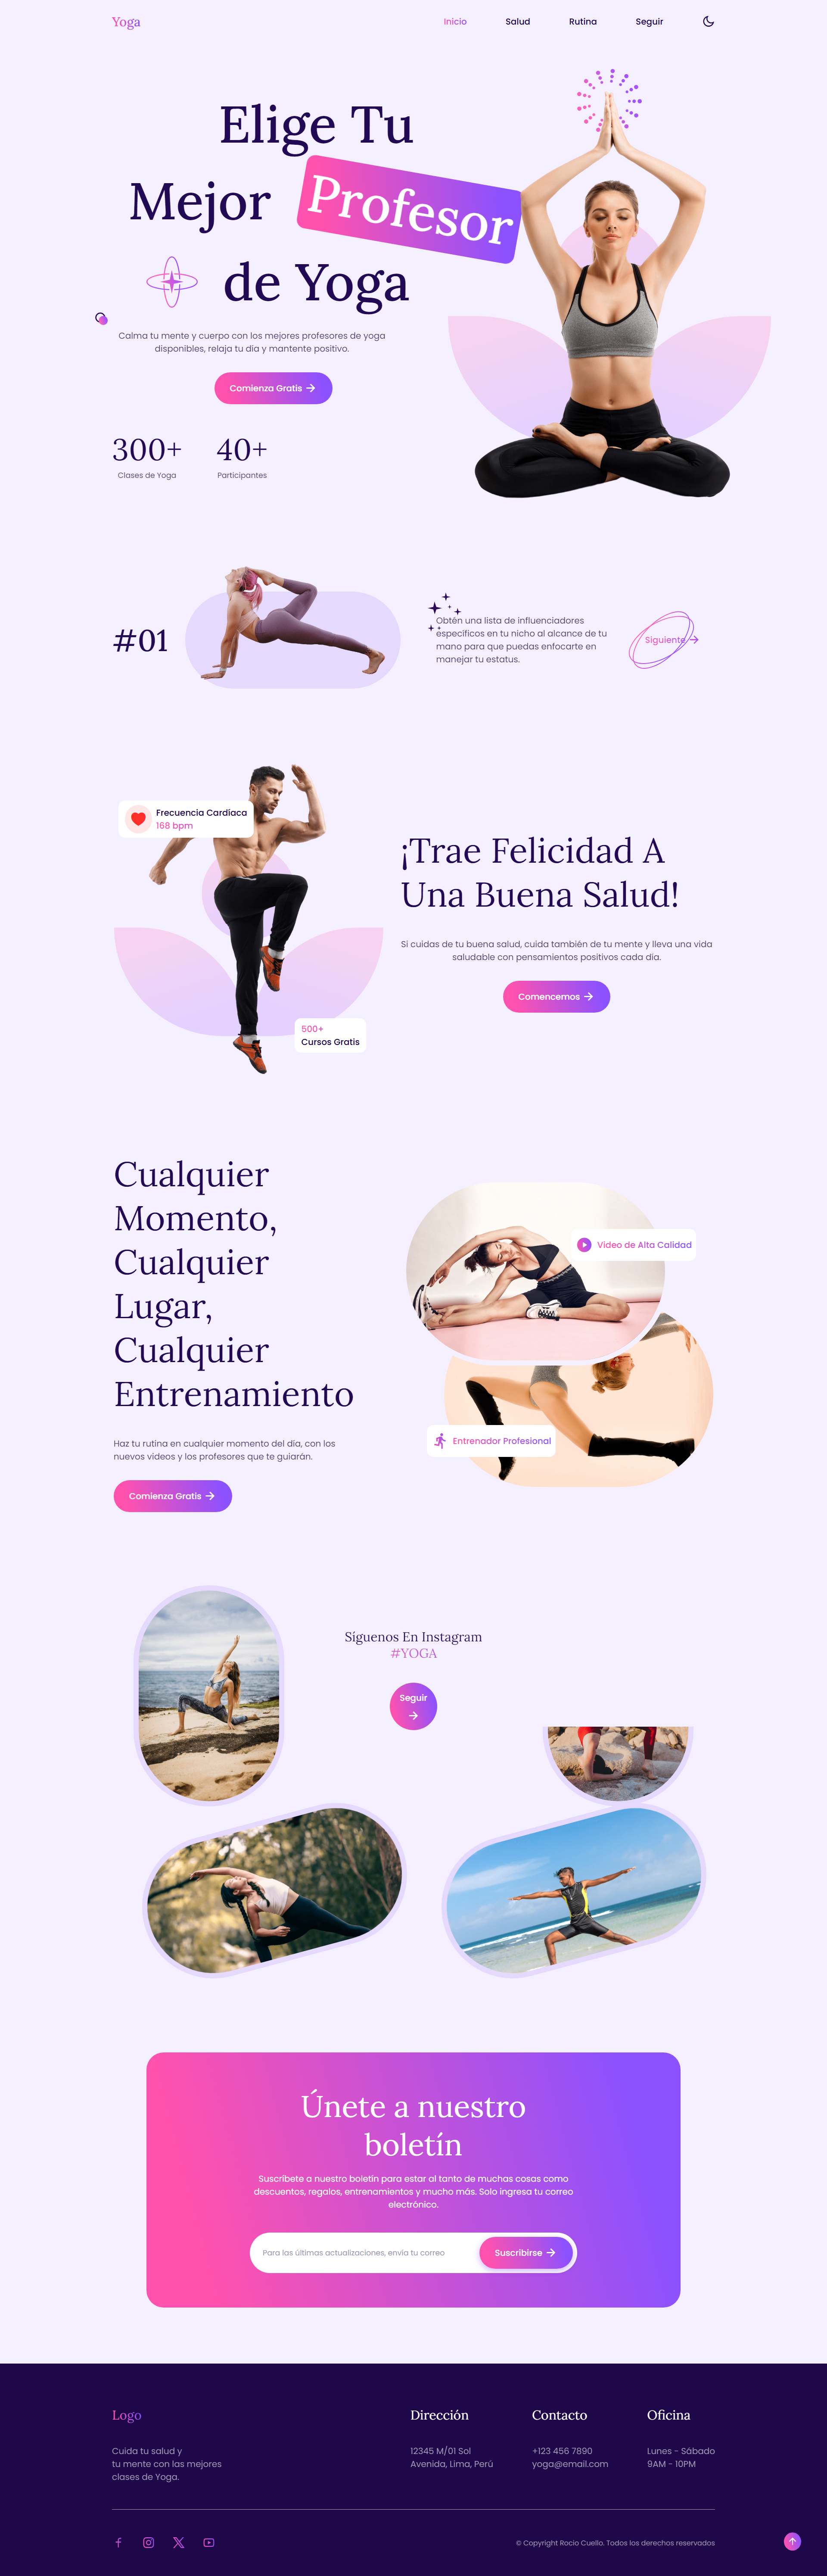 Yoga
Inicio
Salud
Rutina
Seguir
Elige Tu
Mejor Profesor
de Yoga
Calma tu mente y cuerpo con los mejores profesores de yoga
disponibles, relaja tu día y mantente positivo.
Comienza Gratis
300+
Clases de Yoga
40+
Participantes
#01
Obtén una lista de influenciadores
específicos en tu nicho al alcance de tu
mano para que puedas enfocarte en
manejar tu estatus.
Siguiente
Frecuencia Cardíaca
168 bpm
500+
Cursos Gratis
¡Trae Felicidad A
Una Buena Salud!
Si cuidas de tu buena salud, cuida también de tu mente y lleva una vida
saludable con pensamientos positivos cada día.
Comencemos
Cualquier
Momento,
Cualquier
Lugar,
Cualquier
Entrenamiento
Haz tu rutina en cualquier momento del día, con los
nuevos videos y los profesores que te guiarán.
Comienza Gratis
Video de Alta Calidad
Entrenador Profesional
Síguenos En Instagram
#YOGA
Seguir
Únete a nuestro
boletín
Suscríbete a nuestro boletín para estar al tanto de muchas cosas como
descuentos, regalos, entrenamientos y mucho más. Solo ingresa tu correo
electrónico.
Para las últimas actualizaciones, envía tu correo
Suscribirse
Logo
Cuida tu salud y
tu mente con las mejores
clases de Yoga.
Dirección
12345 M/01 Sol
Avenida, Lima, Perú
Contacto
+123 456 7890
yoga@email.com
Oficina
Lunes - Sábado
9AM - 10PM
© Copyright Rocio Cuello. Todos los derechos reservados